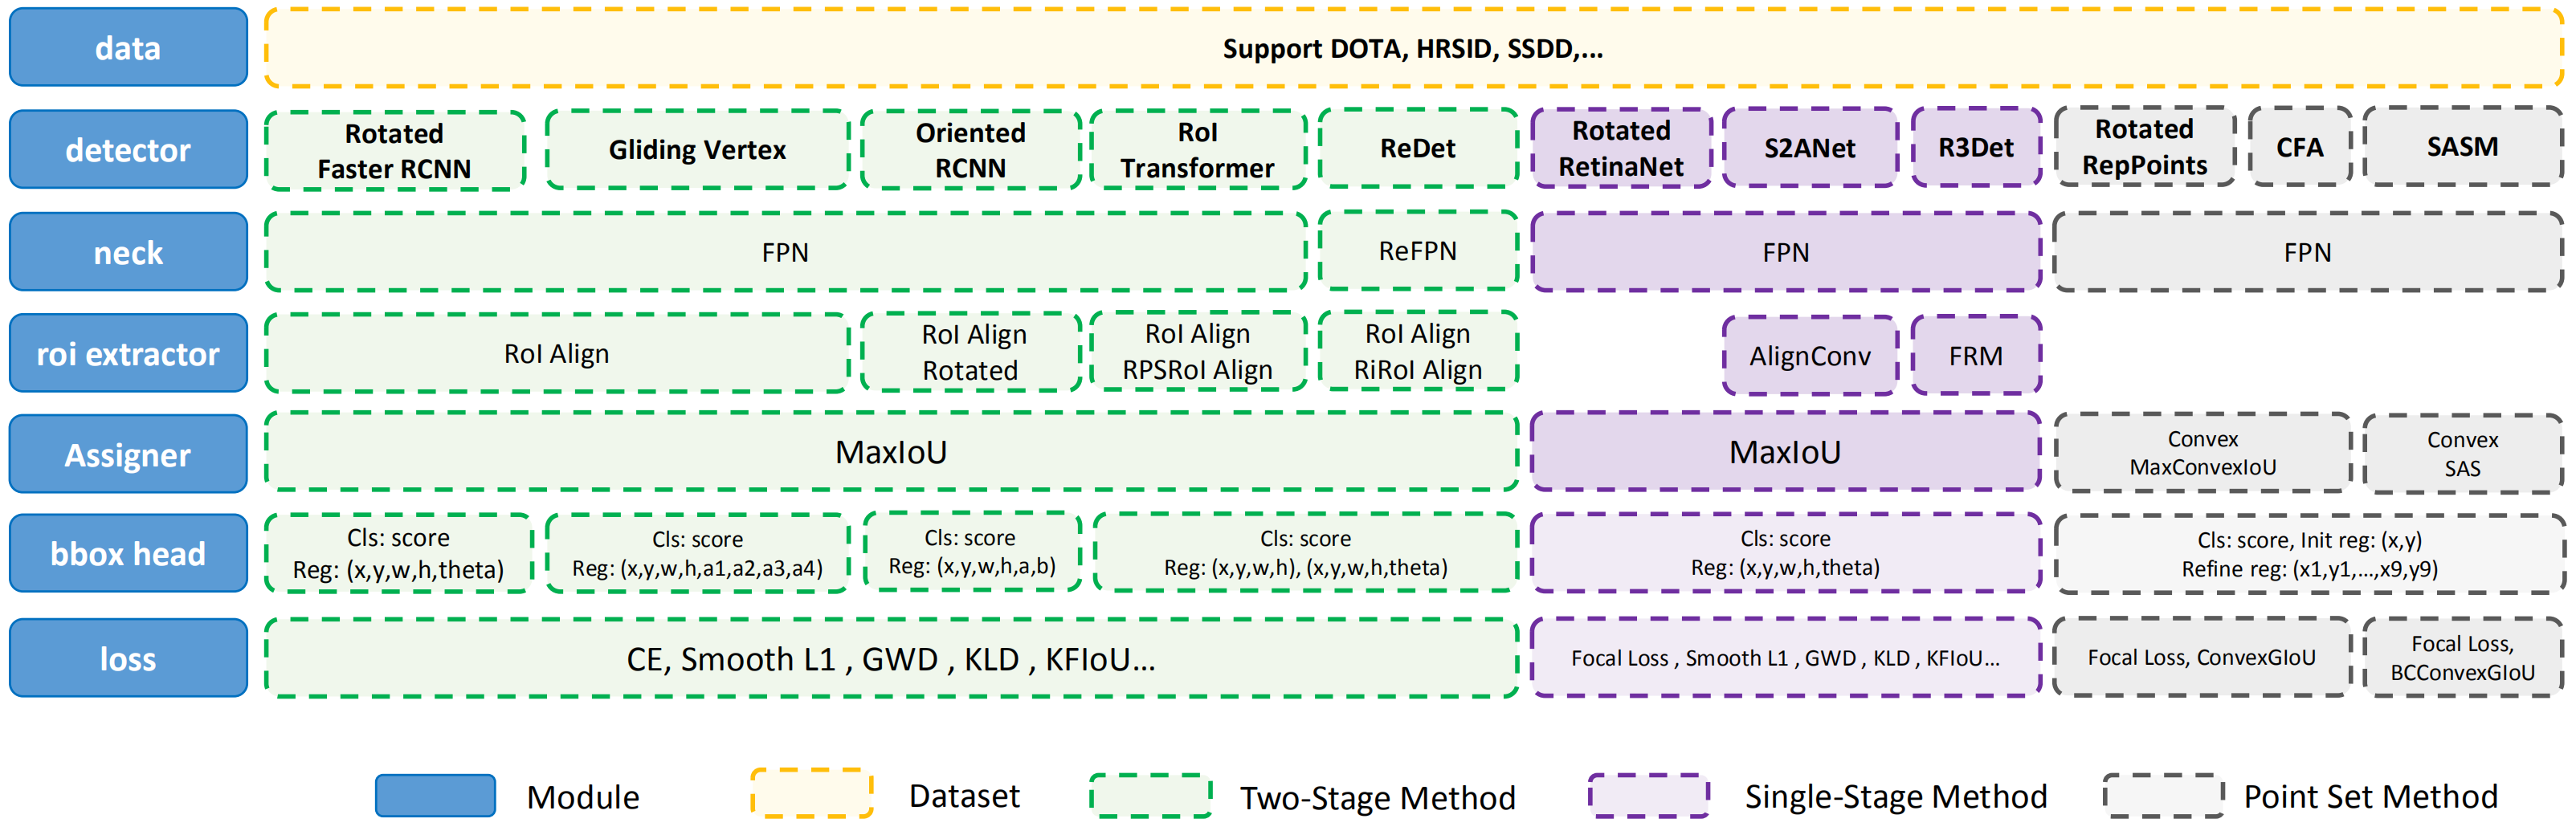 data
Support DOTA, HRSID, SSDD,...
detector
Rotated
Faster RCNN
Gliding Vertex
Oriented
RCNN
RoI
Transformer
ReDet
Rotated
RetinaNet
S2ANet
R3Det
Rotated
RepPoints
CFA
SASM
neck
FPN
ReFPN
FPN
FPN
roi extractor
RoI Align
RoI Align
Rotated
RoI Align
RPSRoI Align
RoI Align
RiRoI Align
AlignConv
FRM
Assigner
MaxIoU
MaxIoU
Convex
MaxConvexIoU
Convex
SAS
bbox head
Cls: score
Reg: (x,y,w,h,theta)
Cls: score
Reg: (x,y,w,h,a1,a2,a3,a4)
Cls: score
Reg: (x,y,w,h,a,b)
Cls: score
Reg: (x,y,w,h), (x,y,w,h,theta)
Cls: score
Reg: (x,y,w,h,theta)
Cls: score, Init reg: (x,y)
Refine reg: (x1,y1,...,x9,y9)
loss
CE, Smooth L1 , GWD , KLD , KFIoU...
Focal Loss , Smooth L1 , GWD , KLD , KFIoU...
Focal Loss, ConvexGIoU
Focal Loss,
BCConvexGIoU
Module
Dataset
Two-Stage Method
Single-Stage Method
Point Set Method